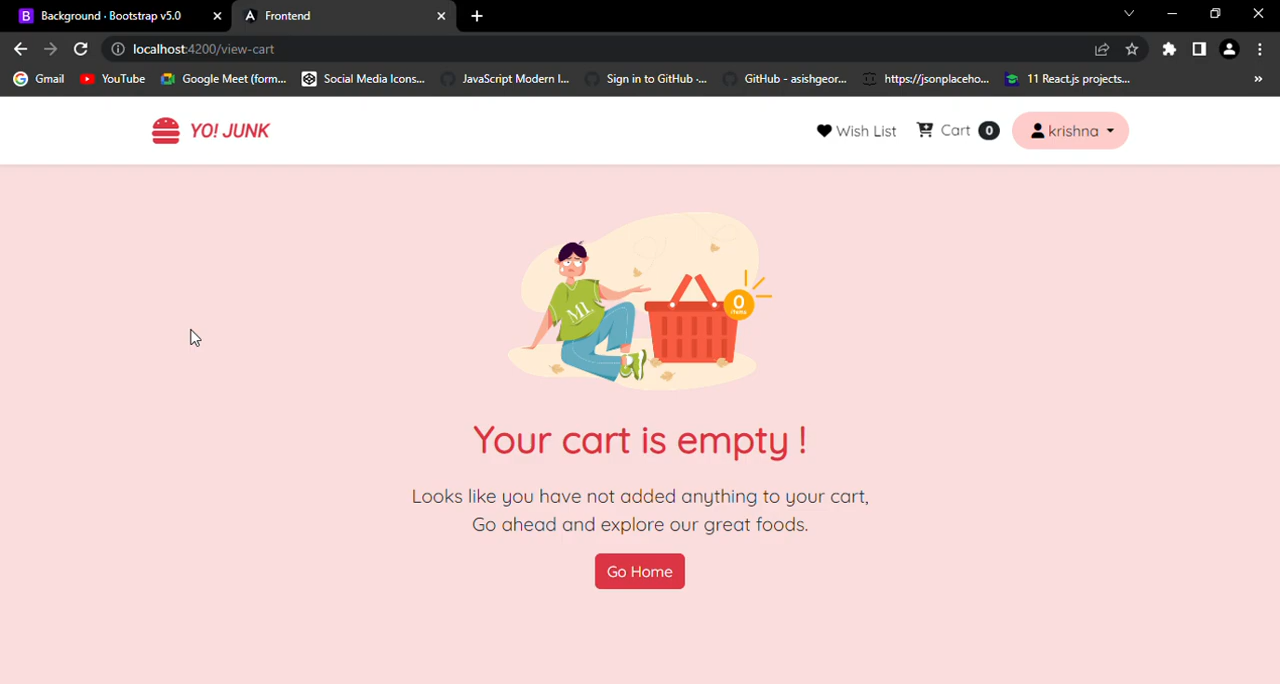 Background · Bootstrap v5.0
Frontend
localhost:4200/view-cart
Gmail
YouTube
Google Meet (form...
Social Media Icons...
JavaScript Modern I...
Sign in to GitHub ·...
GitHub - asishgeor...
https://jsonplaceho...
11 React.js projects...
»
YO! JUNK
Wish List
Cart 0
krishna
ML
0
items
Your cart is empty !
Looks like you have not added anything to your cart,
Go ahead and explore our great foods.
Go Home